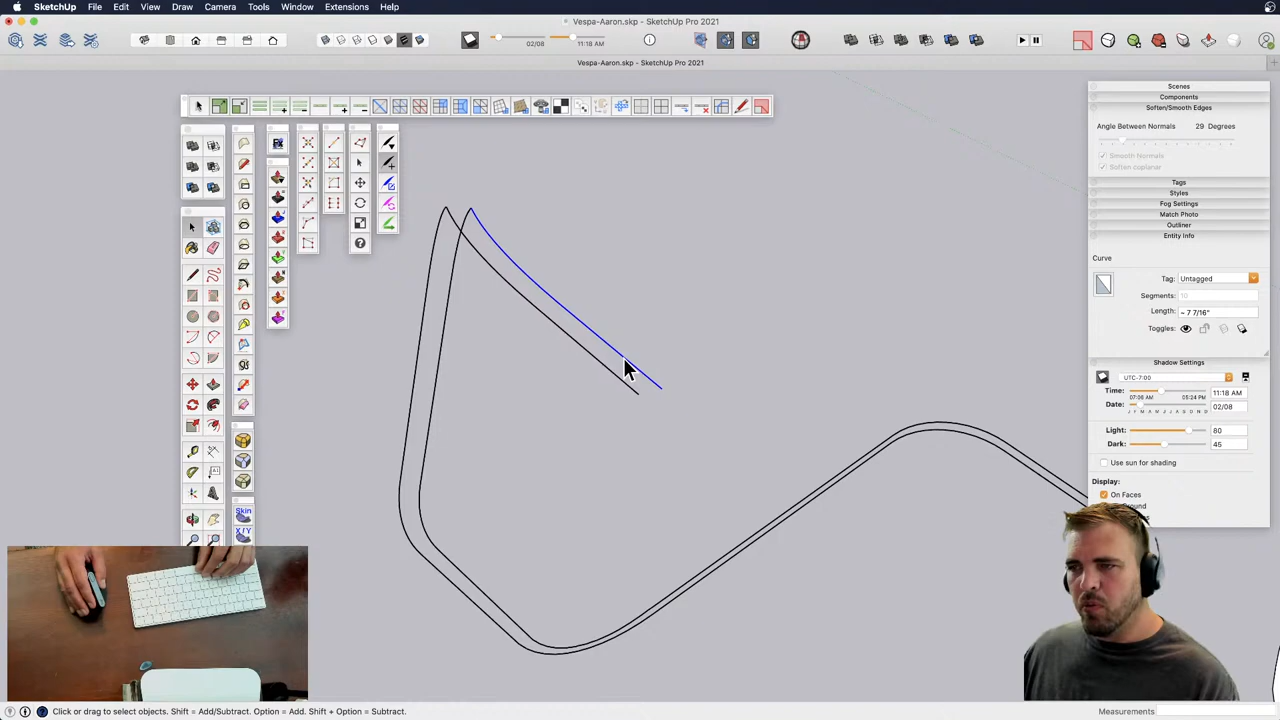 SketchUp File Edit View Draw Camera Tools Window Extensions Help
Vespa-Aaron.skp - SketchUp Pro 2021
02/08 11:18 AM
Vespa-Aaron.skp - SketchUp Pro 2021
Scenes
Components
Soften/Smooth Edges
Angle Between Normals 29 Degrees
Smooth Normals
Soften coplanar
Tags
Styles
Fog Settings
Match Photo
Outliner
Entity Info
Curve
Tag: Untagged
Segments: 10
Length: ~ 7 7/16"
Toggles:
Shadow Settings
UTC-7:00
Time: 11:18 AM
07:06 AM 05:24 PM
Date: 02/08
J F M A M J J A S O N D
Light: 80
Dark: 45
Use sun for shading
Display:
On Faces
Skin
X/Y
Click or drag to select objects. Shift = Add/Subtract. Option = Add. Shift + Option = Subtract.
Measurements